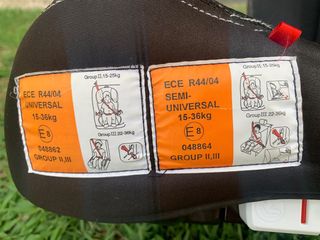 ECE R44/04
UNIVERSAL
15-36kg
E8
048862
GROUP II,III
Group II,15-25kg
Group III 22-36kg
ECE R44/04
SEMI-
UNIVERSAL
15-36kg
E8
048864
GROUP II,III
Group II,15-25kg
Group III 22-36kg